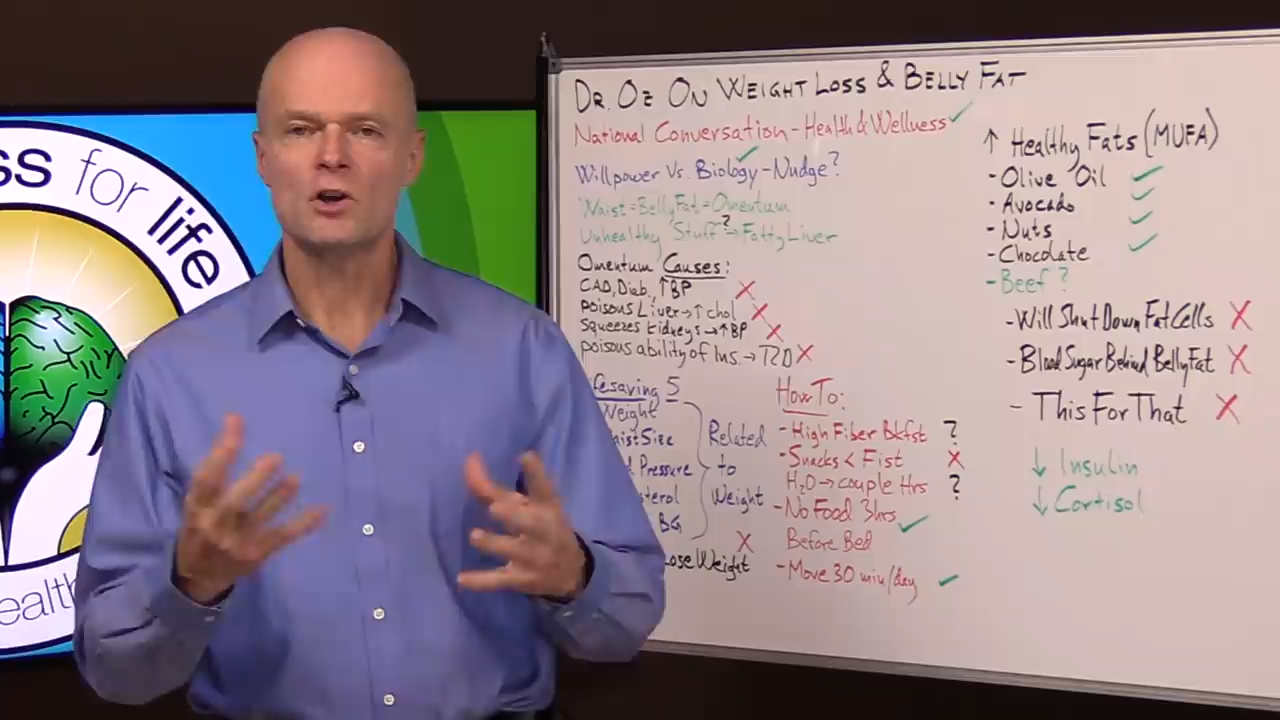 ss for life
ealth
DR. OZ ON WEIGHT LOSS & BELLY FAT
National Conversation - Health & Wellness ✓
Willpower Vs. Biology - Nudge?
Waist = Belly Fat = Omentum
Unhealthy "Stuff"? → Fatty Liver
Omentum Causes:
CAD, Diab, ↑BP X
Poisons Liver → ↑ chol X
Squeezes Kidneys → ↑ BP X
poisons ability of Ins. → T2D X
ifesaving 5
Weight
aist Size
d Pressure
sterol
BG
Related
to
Weight
X
Lose Weight
How To:
- High Fiber Bkfst ?
- Snacks < Fist X
H2O → couple Hrs ?
- No Food 3hrs ✓
Before Bed
- Move 30 min/day ✓
↑ Healthy Fats (MUFA)
- Olive Oil ✓
- Avocado ✓
- Nuts ✓
- Chocolate ✓
- Beef ?
- Will Shut Down Fat Cells X
- Blood Sugar Behind Belly Fat X
- This For That X
↓ Insulin
↓ Cortisol